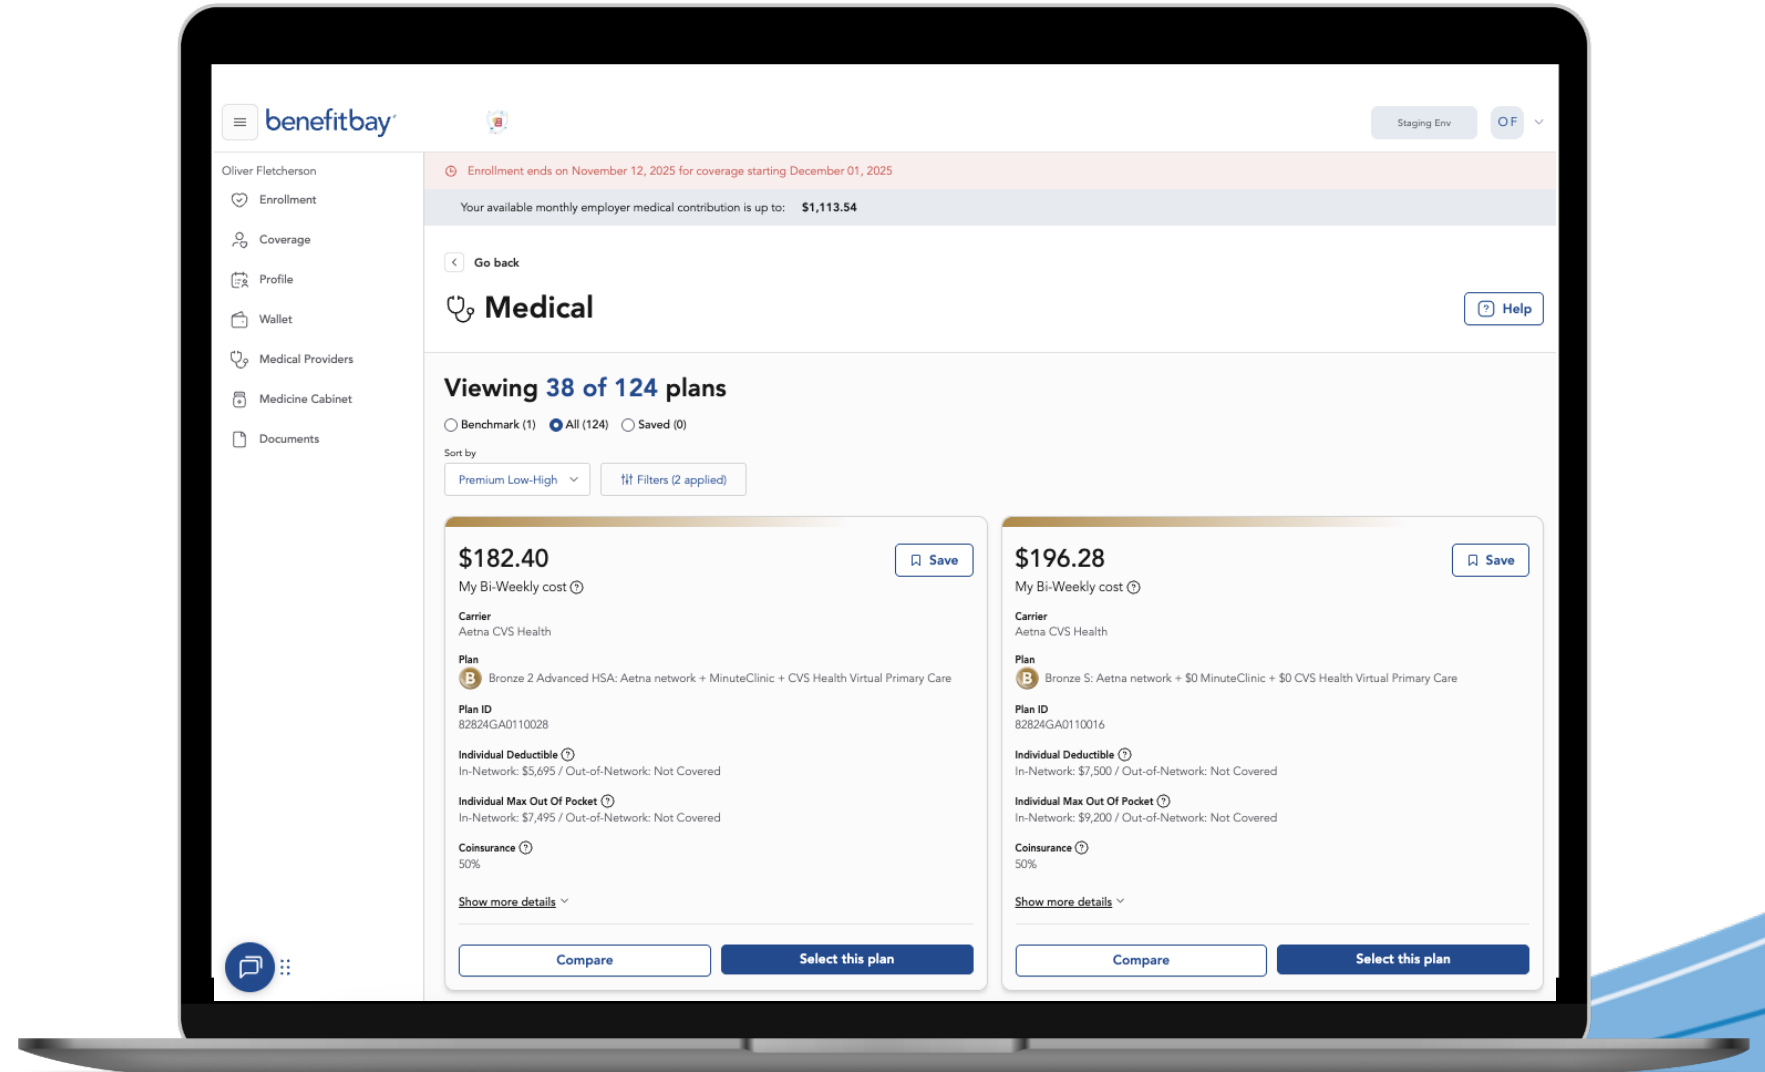 benefitbay
Staging Env
OF
Oliver Fletcherson
Enrollment
Coverage
Profile
Wallet
Medical Providers
Medicine Cabinet
Documents
Enrollment ends on November 12, 2025 for coverage starting December 01, 2025
Your available monthly employer medical contribution is up to: $1,113.54
Go back
Medical
Help
Viewing 38 of 124 plans
Benchmark (1) All (124) Saved (0)
Sort by
Premium Low-High
Filters (2 applied)
$182.40
Save
My Bi-Weekly cost ?
Carrier
Aetna CVS Health
Plan
B Bronze 2 Advanced HSA: Aetna network + MinuteClinic + CVS Health Virtual Primary Care
Plan ID
82824GA0110028
Individual Deductible ?
In-Network: $5,695 / Out-of-Network: Not Covered
Individual Max Out Of Pocket ?
In-Network: $7,495 / Out-of-Network: Not Covered
Coinsurance ?
50%
Show more details
Compare
Select this plan
$196.28
Save
My Bi-Weekly cost ?
Carrier
Aetna CVS Health
Plan
B Bronze S: Aetna network + $0 MinuteClinic + $0 CVS Health Virtual Primary Care
Plan ID
82824GA0110016
Individual Deductible ?
In-Network: $7,500 / Out-of-Network: Not Covered
Individual Max Out Of Pocket ?
In-Network: $9,200 / Out-of-Network: Not Covered
Coinsurance ?
50%
Show more details
Compare
Select this plan